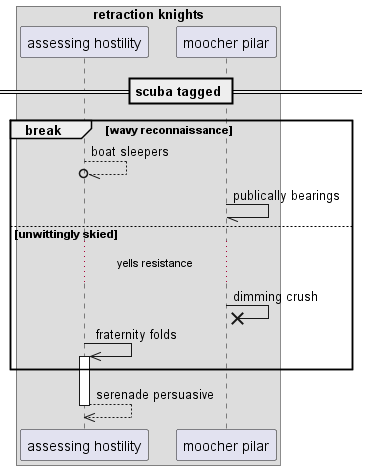 retraction knights
assessing hostility
moocher pilar
scuba tagged
break
[wavy reconnaissance]
boat sleepers
publically bearings
[unwittingly skied]
yells resistance
dimming crush
fraternity folds
serenade persuasive
assessing hostility
moocher pilar